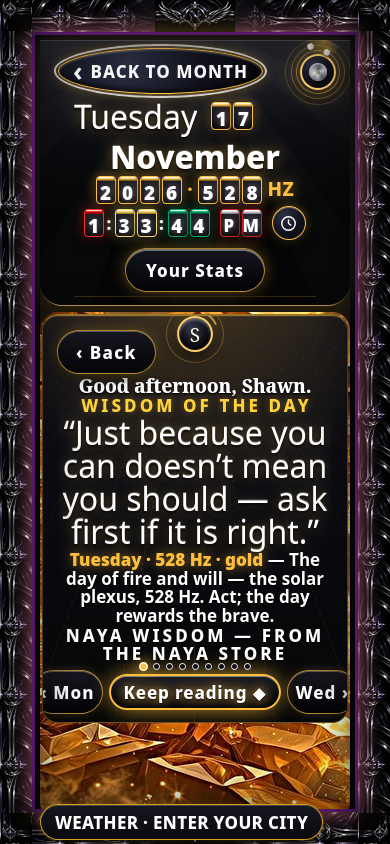 ‹ BACK TO MONTH
Tuesday 17
November
2026 · 528 HZ
1:33:44 PM
Your Stats
S
‹ Back
Good afternoon, Shawn.
WISDOM OF THE DAY
“Just because you
can doesn’t mean
you should — ask
first if it is right.”
Tuesday · 528 Hz · gold — The
day of fire and will — the solar
plexus, 528 Hz. Act; the day
rewards the brave.
NAYA WISDOM — FROM
THE NAYA STORE
‹ Mon
Keep reading ◆
Wed ›
WEATHER · ENTER YOUR CITY